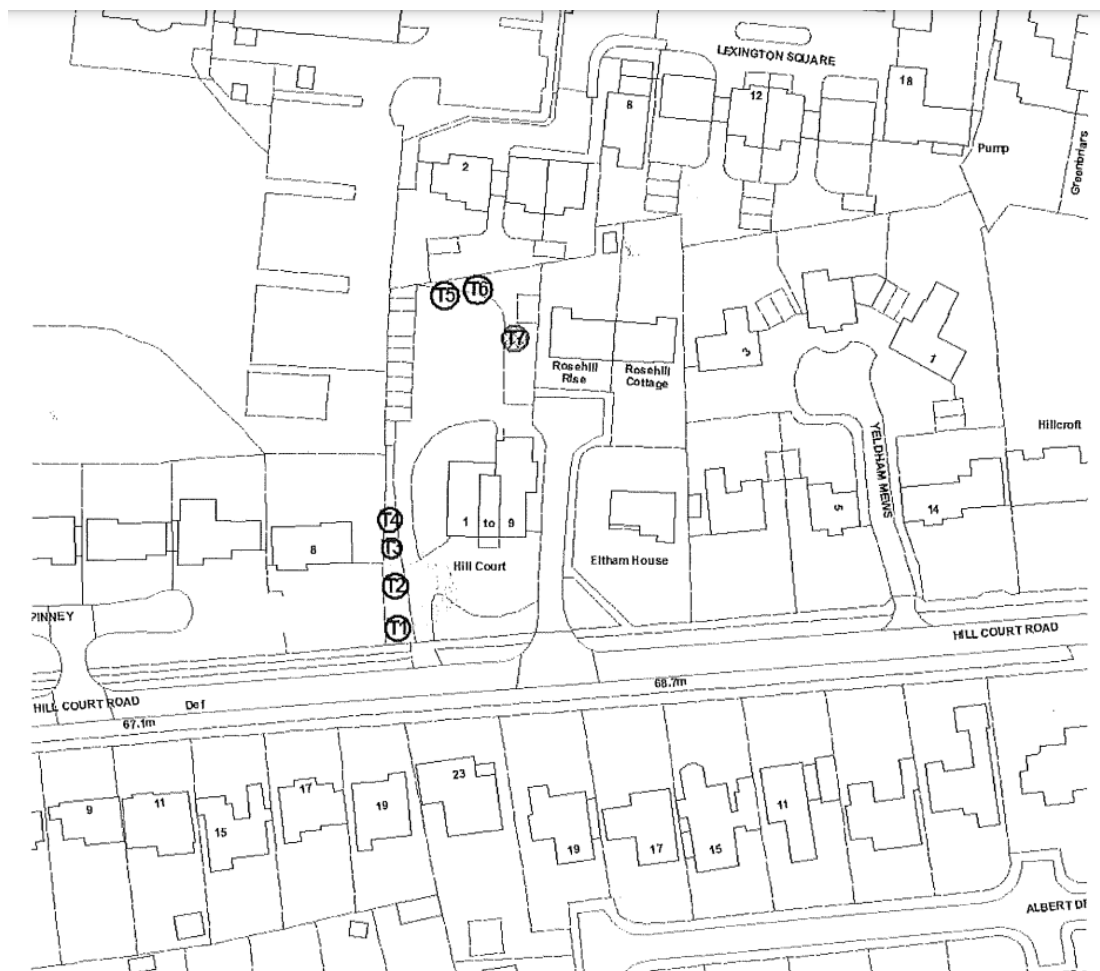 LEXINGTON SQUARE
18
8
12
Pump
Greenbriars
2
T5
T6
T7
Rosehill
Rise
Rosehill
Cottage
3
1
YELDHAM MEWS
Hillcroft
T4
T3
T2
T1
8
1 to 9
Hill Court
Eltham House
5
14
PINNEY
HILL COURT ROAD
HILL COURT ROAD
Def
67.1m
68.7m
9
11
15
17
19
23
19
17
15
11
ALBERT DR